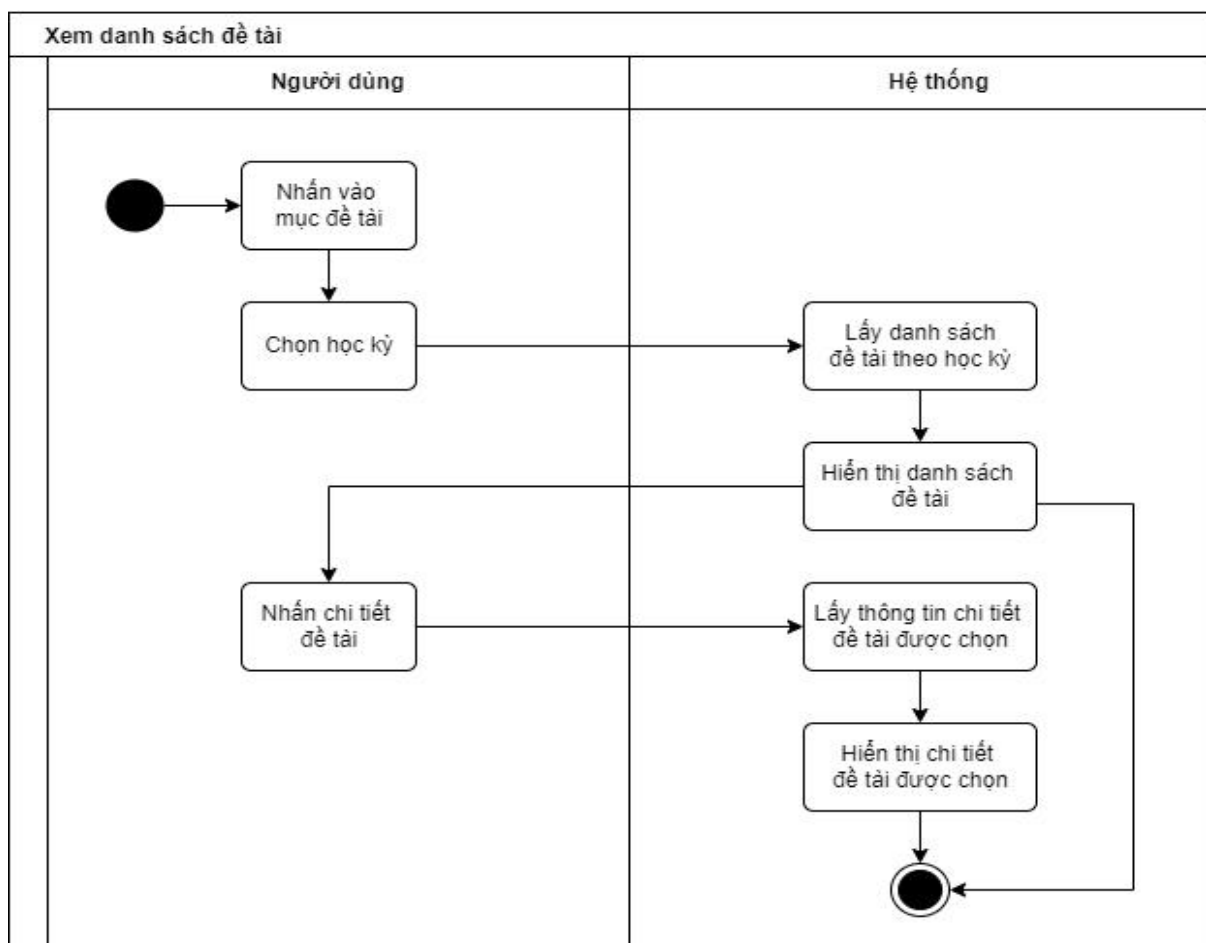 Xem danh sách đề tài
Người dùng
Hệ thống
Nhấn vào
mục đề tài
Chọn học kỳ
Lấy danh sách
đề tài theo học kỳ
Hiển thị danh sách
đề tài
Nhấn chi tiết
đề tài
Lấy thông tin chi tiết
đề tài được chọn
Hiển thị chi tiết
đề tài được chọn